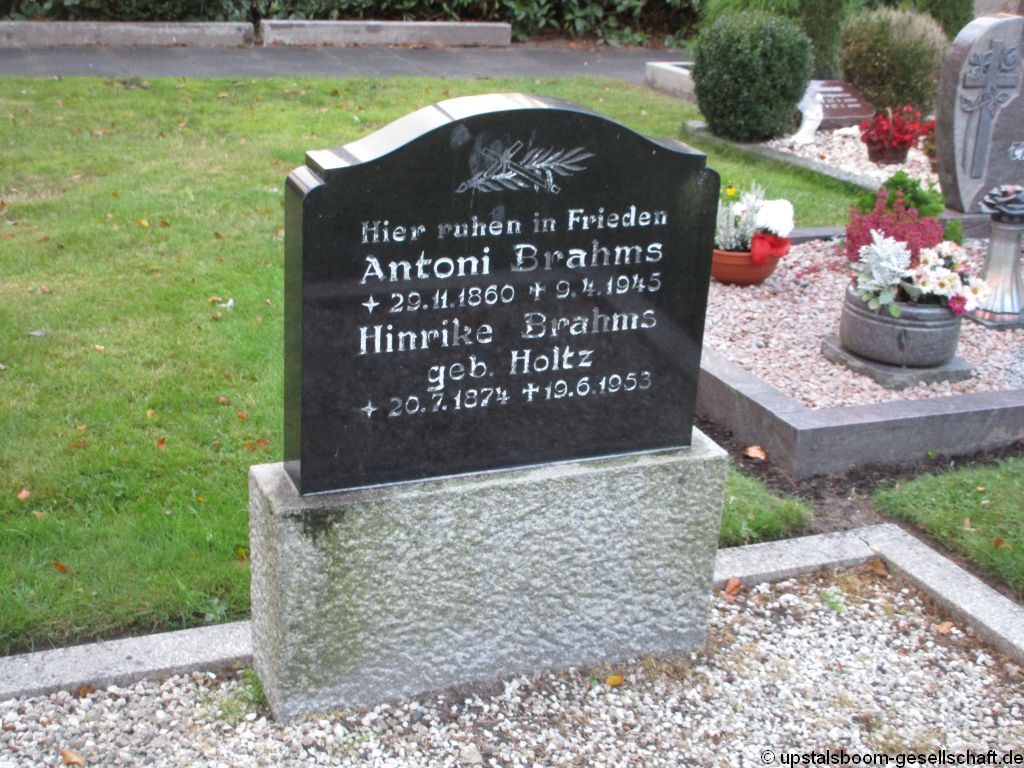 Hier ruhen in Frieden
Antoni Brahms
✦ 29.11.1860 ✝ 9.4.1945
Hinrike Brahms
geb. Holtz
✦ 20.7.1874 ✝ 19.6.1953
© upstalsboom-gesellschaft.de